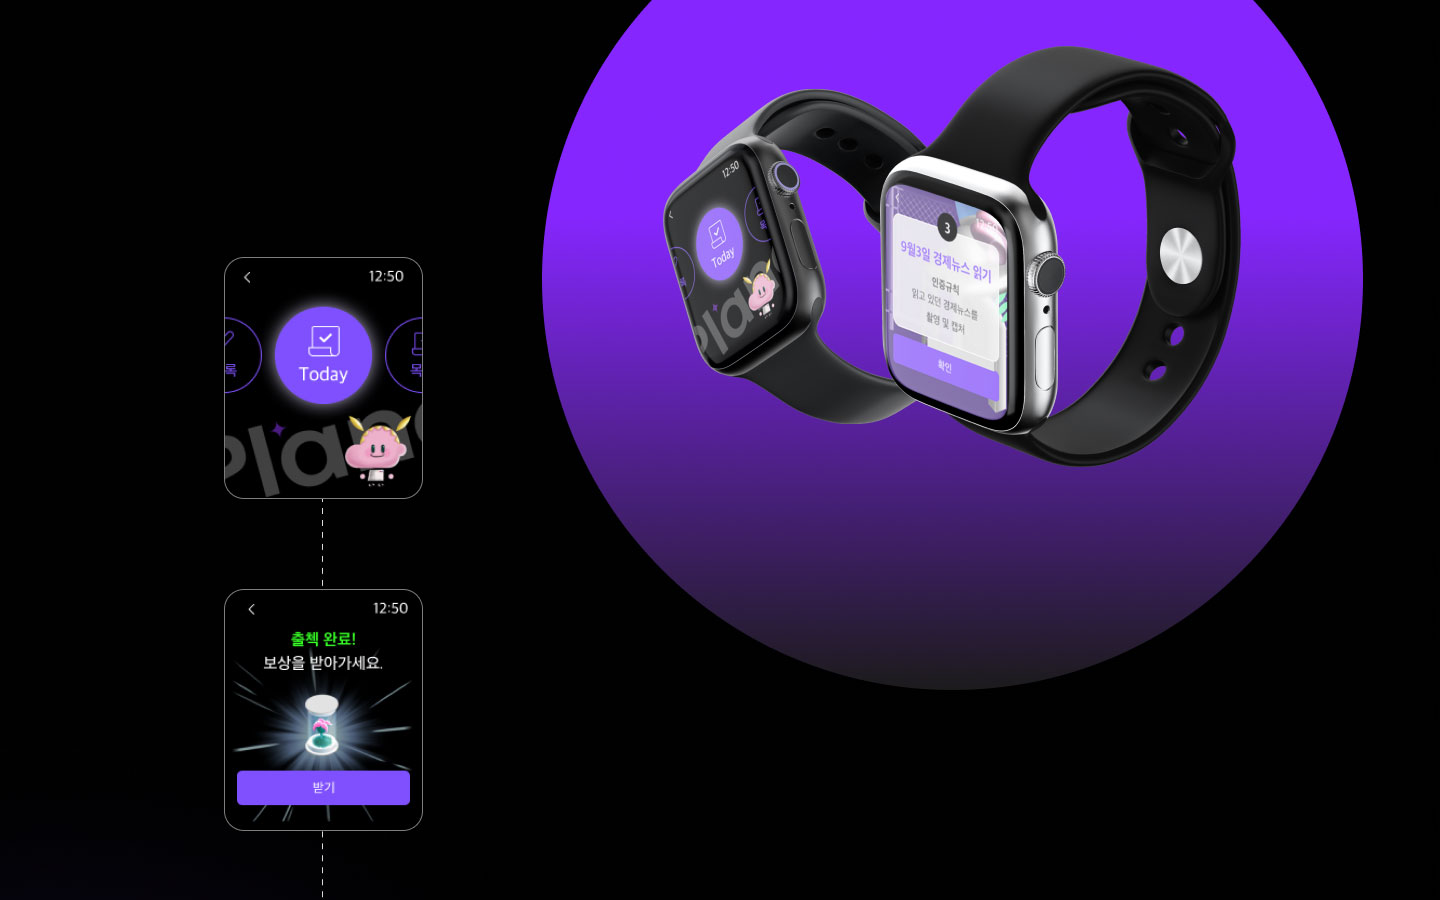 12:50
Today
12:50
Today
3
9월3일 경제뉴스 읽기
인증규칙
읽고 있던 경제뉴스를
촬영 및 캡처
확인
12:50
출첵 완료!
보상을 받아가세요.
받기